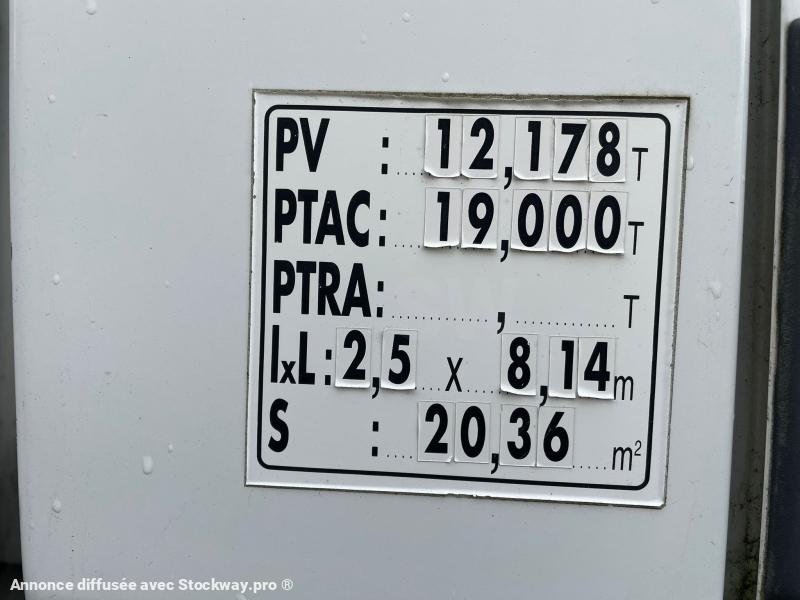 PV : 12,178 T
PTAC : 19,000 T
PTRA : , T
lxL : 2,5 x 8,14 m
S : 20,36 m²
Annonce diffusée avec Stockway.pro ®